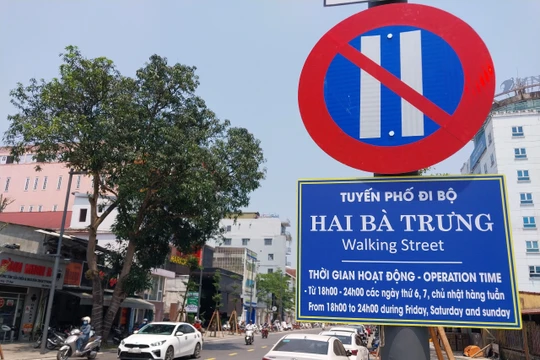 TUYẾN PHỐ ĐI BỘ
HAI BÀ TRƯNG
Walking Street
THỜI GIAN HOẠT ĐỘNG - OPERATION TIME
- Từ 18h00 - 24h00 các ngày thứ 6, 7, chủ nhật hàng tuần
From 18h00 to 24h00 during Friday, Saturday and sunday